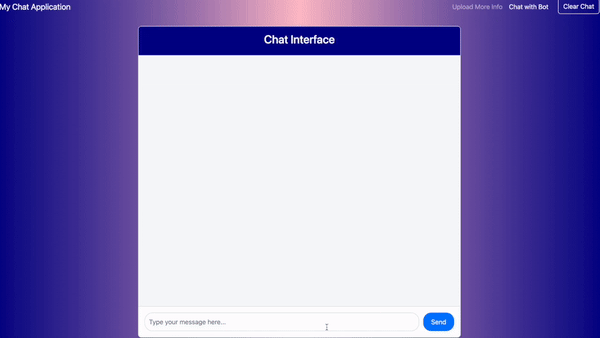 My Chat Application
Upload More Info
Chat with Bot
Clear Chat
Chat Interface
Type your message here...
Send